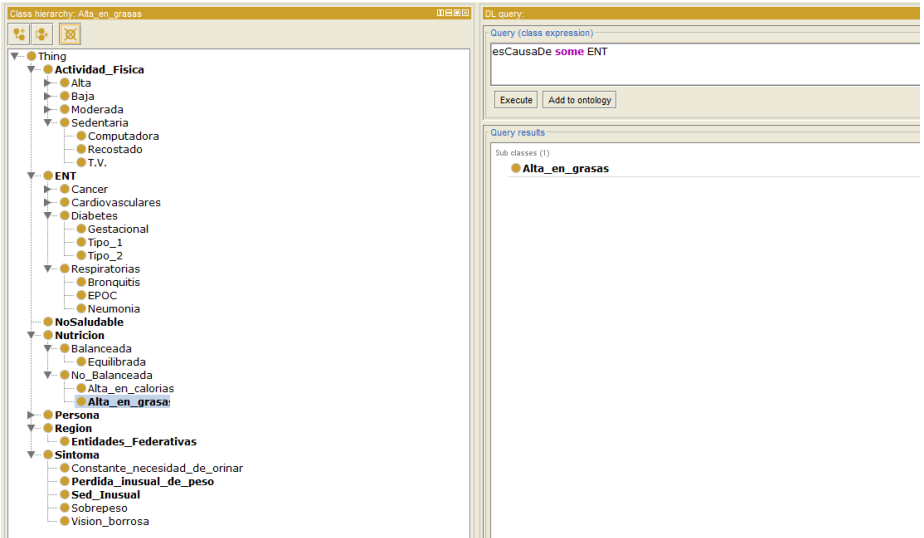 Class hierarchy: Alta_en_grasas
Thing
Actividad_Fisica
Alta
Baja
Moderada
Sedentaria
Computadora
Recostado
T.V.
ENT
Cancer
Cardiovasculares
Diabetes
Gestacional
Tipo_1
Tipo_2
Respiratorias
Bronquitis
EPOC
Neumonia
NoSaludable
Nutricion
Balanceada
Equilibrada
No_Balanceada
Alta_en_calorias
Alta_en_grasas
Persona
Region
Entidades_Federativas
Sintoma
Constante_necesidad_de_orinar
Perdida_inusual_de_peso
Sed_Inusual
Sobrepeso
Vision_borrosa
DL query:
Query (class expression)
esCausaDe some ENT
Execute Add to ontology
Query results
Sub classes (1)
Alta_en_grasas